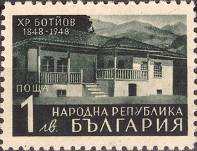 ХР. БОТЙОВ
1848-1948
ПОЩА
1 лв.
НАРОДНА РЕПУБЛИКА
БЪЛГАРИЯ